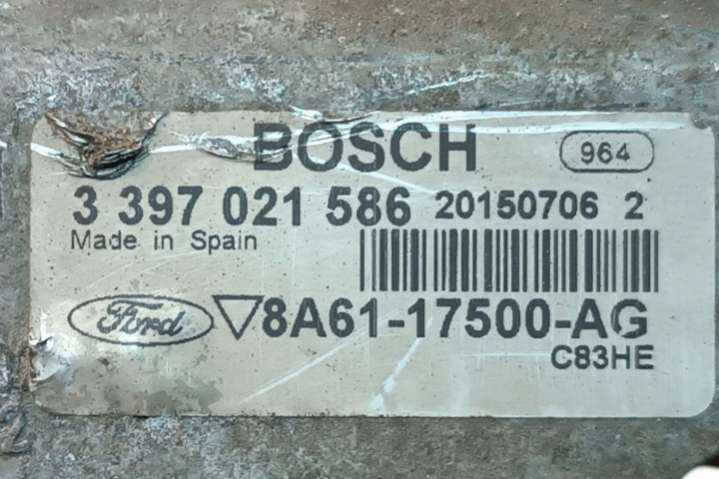 BOSCH 964
3 397 021 586 20150706 2
Made in Spain
Ford 8A61-17500-AG
C83HE